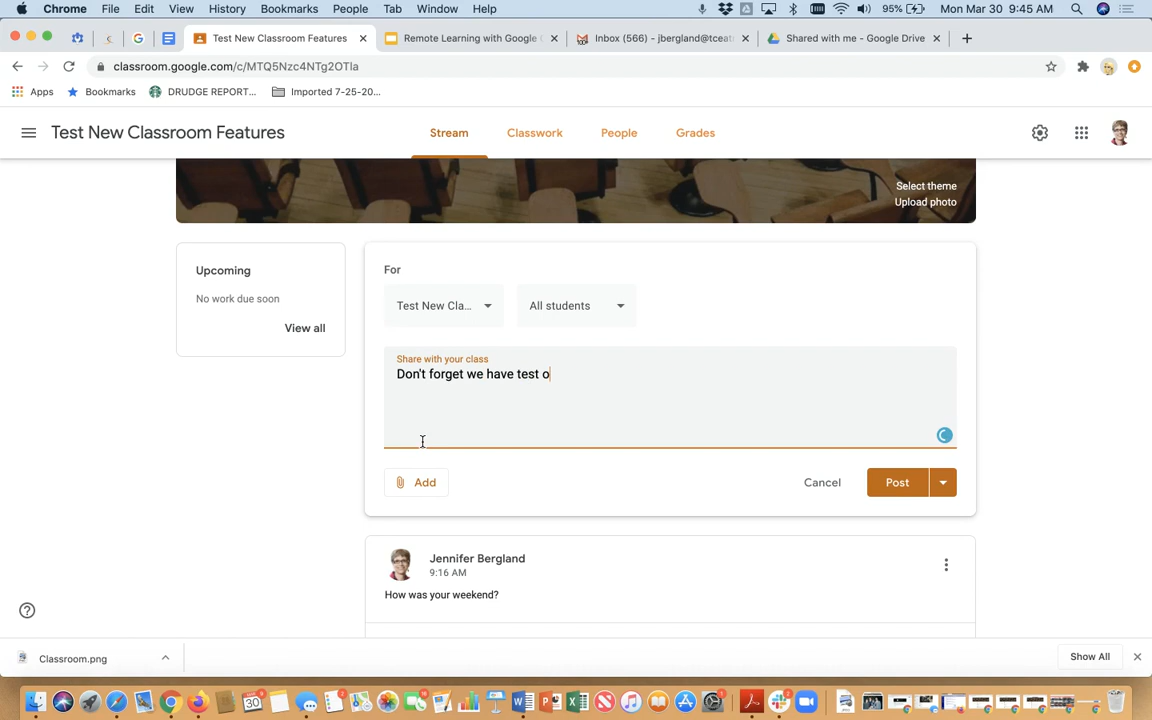 Chrome File Edit View History Bookmarks People Tab Window Help 95% Mon Mar 30 9:45 AM
Test New Classroom Features Remote Learning with Google C Inbox (566) - jbergland@tceat Shared with me - Google Drive
classroom.google.com/c/MTQ5Nzc4NTg2OTIa
Apps Bookmarks DRUDGE REPORT... Imported 7-25-20...
Test New Classroom Features Stream Classwork People Grades
Select theme
Upload photo
Upcoming
No work due soon
View all
For
Test New Cla... All students
Share with your class
Don't forget we have test o
Add Cancel Post
Jennifer Bergland
9:16 AM
How was your weekend?
Classroom.png Show All